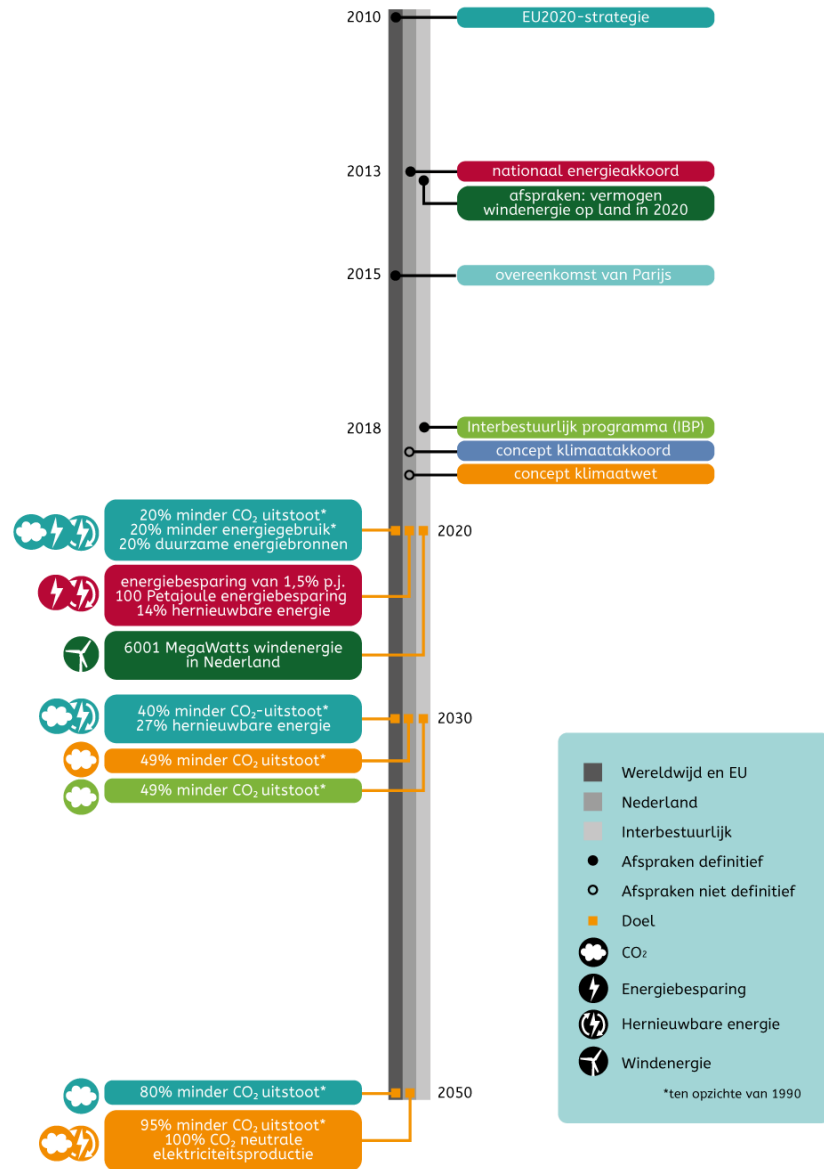 2010
EU2020-strategie
2013
nationaal energieakkoord
afspraken: vermogen
windenergie op land in 2020
2015
overeenkomst van Parijs
2018
Interbestuurlijk programma (IBP)
concept klimaatakkoord
concept klimaatwet
20% minder CO₂ uitstoot*
20% minder energiegebruik*
20% duurzame energiebronnen
2020
energiebesparing van 1,5% p.j.
100 Petajoule energiebesparing
14% hernieuwbare energie
6001 MegaWatts windenergie
in Nederland
40% minder CO₂-uitstoot*
27% hernieuwbare energie
2030
49% minder CO₂ uitstoot*
49% minder CO₂ uitstoot*
Wereldwijd en EU
Nederland
Interbestuurlijk
Afspraken definitief
Afspraken niet definitief
Doel
CO₂
Energiebesparing
Hernieuwbare energie
Windenergie
*ten opzichte van 1990
80% minder CO₂ uitstoot*
2050
95% minder CO₂ uitstoot*
100% CO₂ neutrale
elektriciteitsproductie